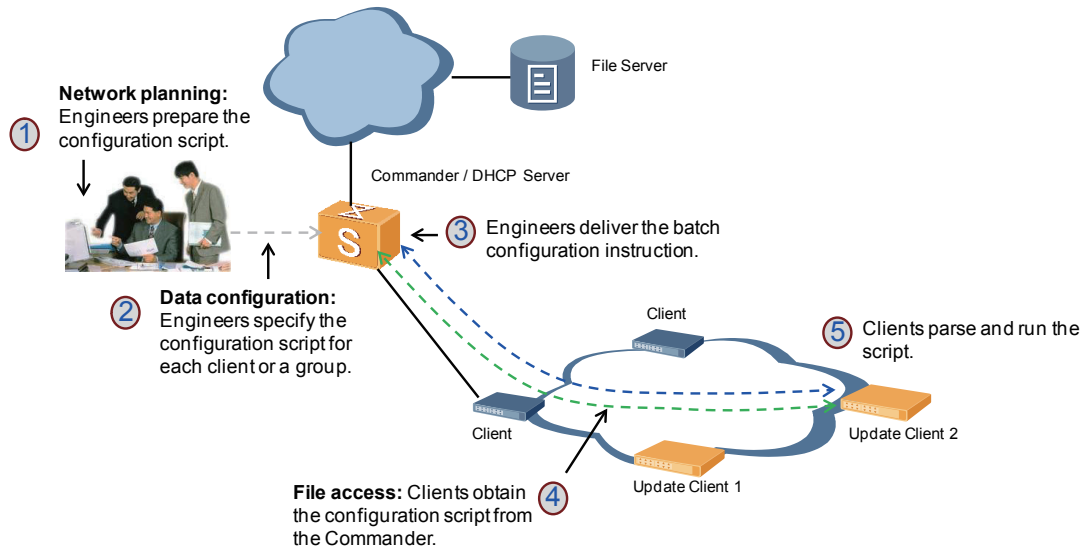 File Server
Network planning:
Engineers prepare the
configuration script.
1
Commander / DHCP Server
S
3
Engineers deliver the batch
configuration instruction.
2
Data configuration:
Engineers specify the
configuration script for
each client or a group.
Client
5
Clients parse and run the
script.
Client
Update Client 2
Update Client 1
File access: Clients obtain
the configuration script from
the Commander.
4